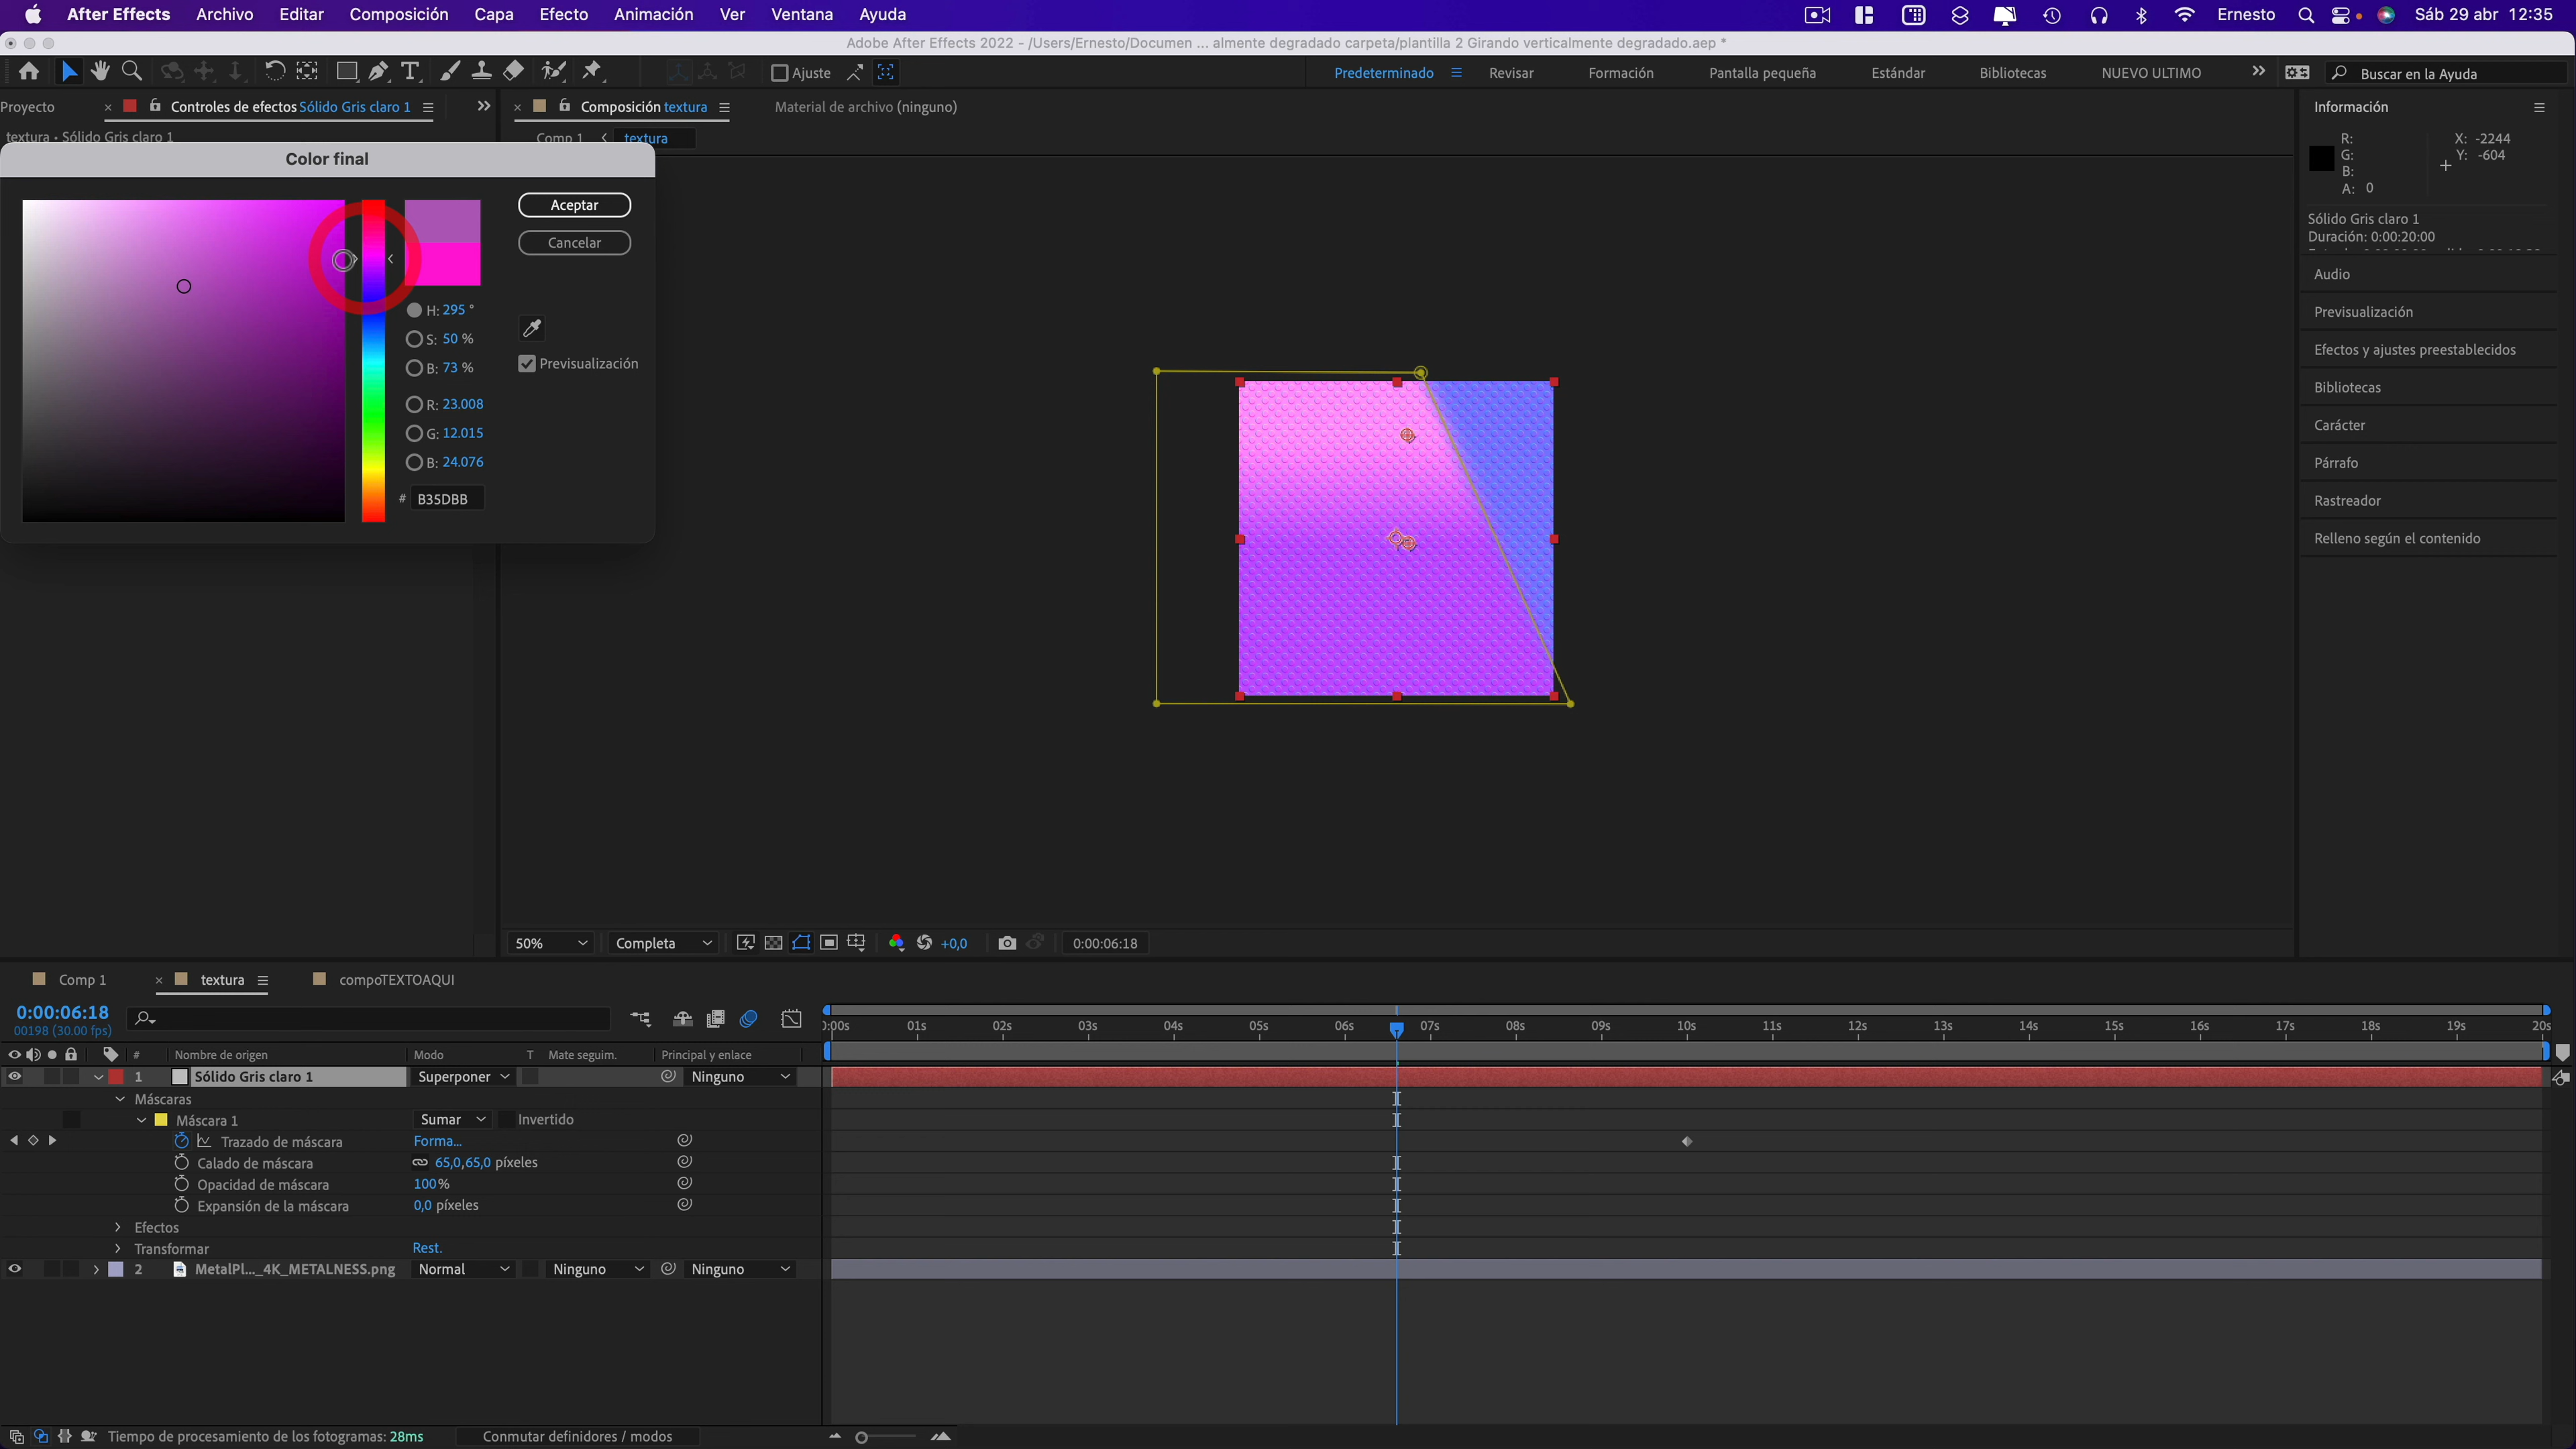 After Effects Archivo Editar Composición Capa Efecto Animación Ver Ventana Ayuda Ernesto Sáb 29 abr 12:35
Adobe After Effects 2022 - /Users/Ernesto/Documen ... almente degradado carpeta/plantilla 2 Girando verticalmente degradado.aep *
Ajuste Predeterminado Revisar Formación Pantalla pequeña Estándar Bibliotecas NUEVO ULTIMO Buscar en la Ayuda
Proyecto Controles de efectos Sólido Gris claro 1 Composición textura Material de archivo (ninguno) Información
textura • Sólido Gris claro 1 Comp 1 textura
R: X: -2244
G: Y: -604
B:
A: 0
Color final
Aceptar
Cancelar
H: 295 °
S: 50 %
B: 73 %
Previsualización
R: 23.008
G: 12.015
B: 24.076
# B35DBB
Sólido Gris claro 1
Duración: 0:00:20:00
Audio
Previsualización
Efectos y ajustes preestablecidos
Bibliotecas
Carácter
Párrafo
Rastreador
Relleno según el contenido
50% Completa +0,0 0:00:06:18
Comp 1 textura compoTEXTOAQUI
0:00:06:18
00198 (30.00 fps)
:00s 01s 02s 03s 04s 05s 06s 07s 08s 09s 10s 11s 12s 13s 14s 15s 16s 17s 18s 19s 20s
# Nombre de origen Modo T Mate seguim. Principal y enlace
1 Sólido Gris claro 1 Superponer Ninguno
Máscaras
Máscara 1 Sumar Invertido
Trazado de máscara Forma...
Calado de máscara 65,0,65,0 píxeles
Opacidad de máscara 100%
Expansión de la máscara 0,0 píxeles
Efectos
Transformar Rest.
2 MetalPl..._4K_METALNESS.png Normal Ninguno Ninguno
Tiempo de procesamiento de los fotogramas: 28ms Conmutar definidores / modos